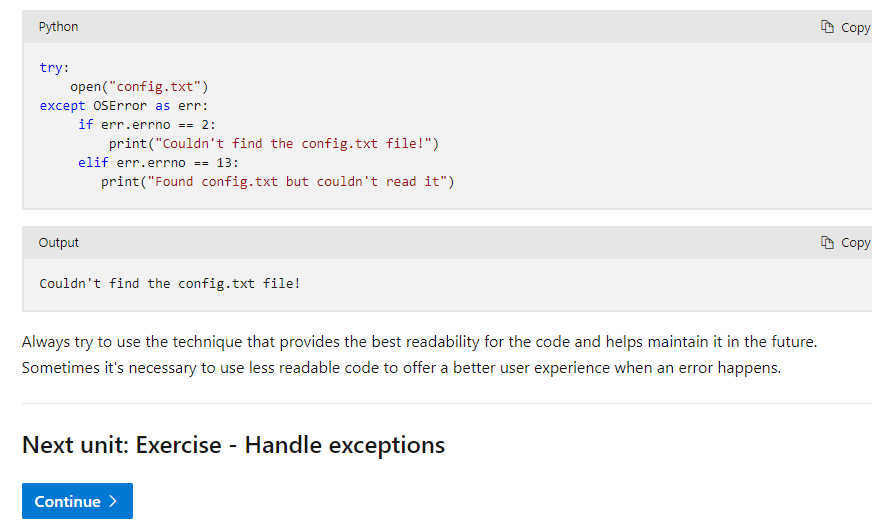 Python
Copy
try:
    open("config.txt")
except OSError as err:
     if err.errno == 2:
         print("Couldn't find the config.txt file!")
     elif err.errno == 13:
        print("Found config.txt but couldn't read it")
Output
Copy
Couldn't find the config.txt file!
Always try to use the technique that provides the best readability for the code and helps maintain it in the future.
Sometimes it's necessary to use less readable code to offer a better user experience when an error happens.
Next unit: Exercise - Handle exceptions
Continue